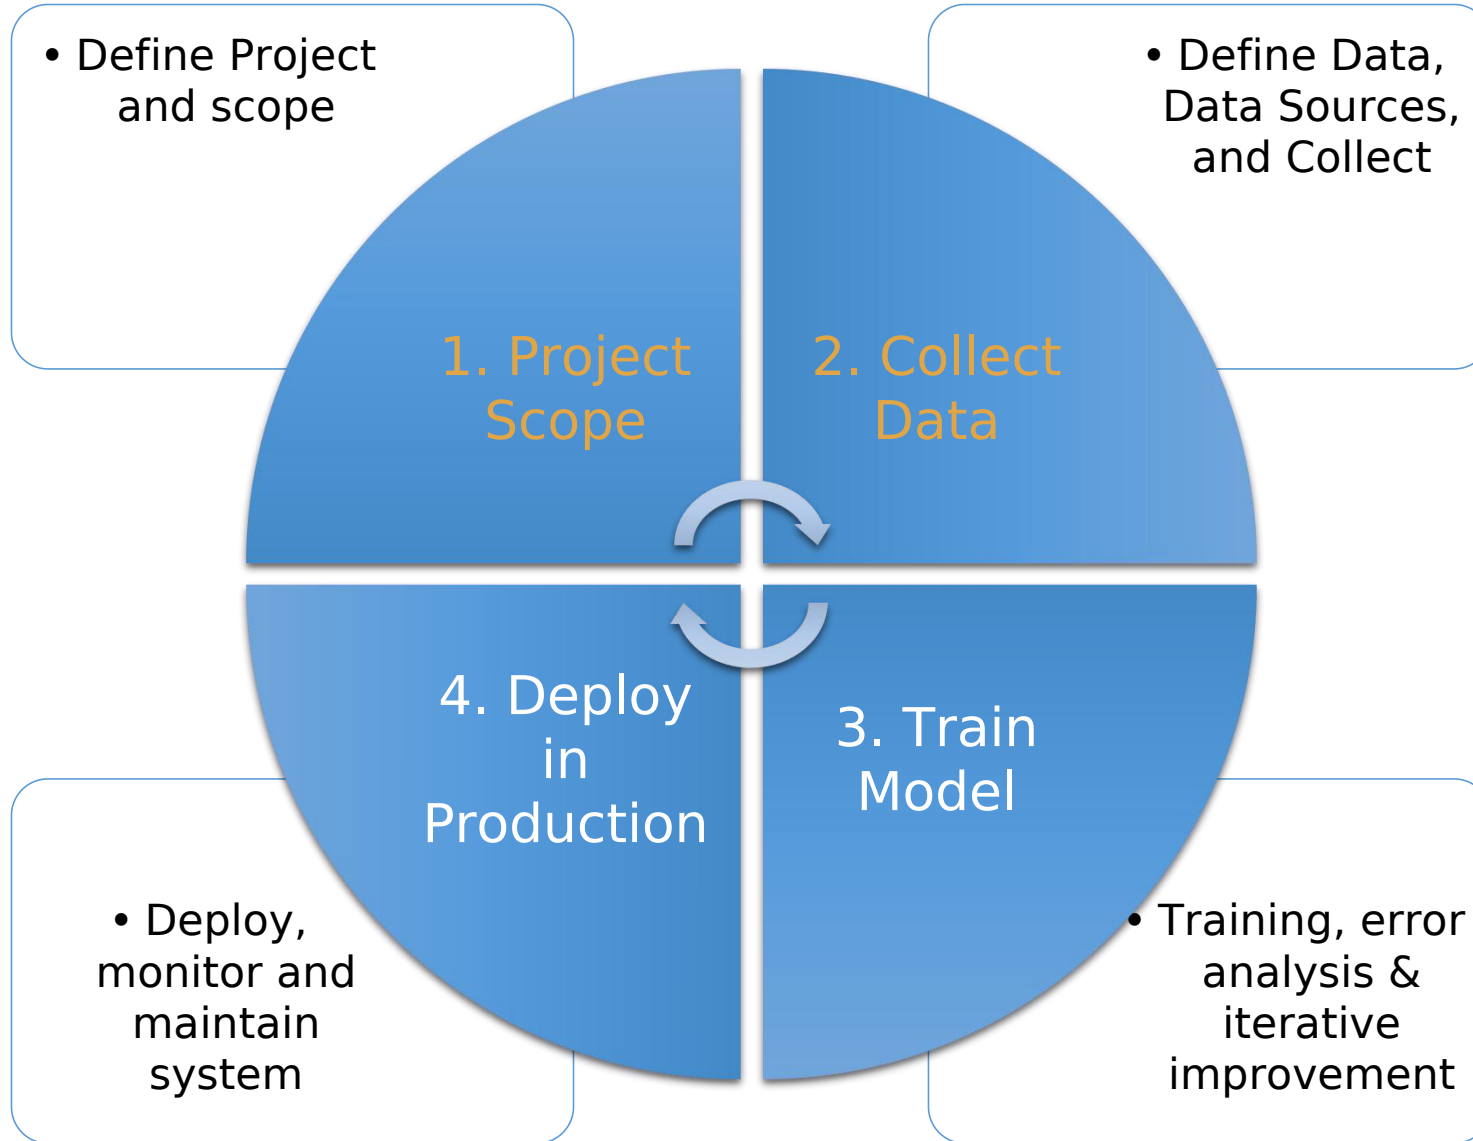 • Define Project
and scope
• Define Data,
Data Sources,
and Collect
1. Project
Scope
2. Collect
Data
4. Deploy
in
Production
3. Train
Model
• Deploy,
monitor and
maintain
system
• Training, error
analysis &
iterative
improvement